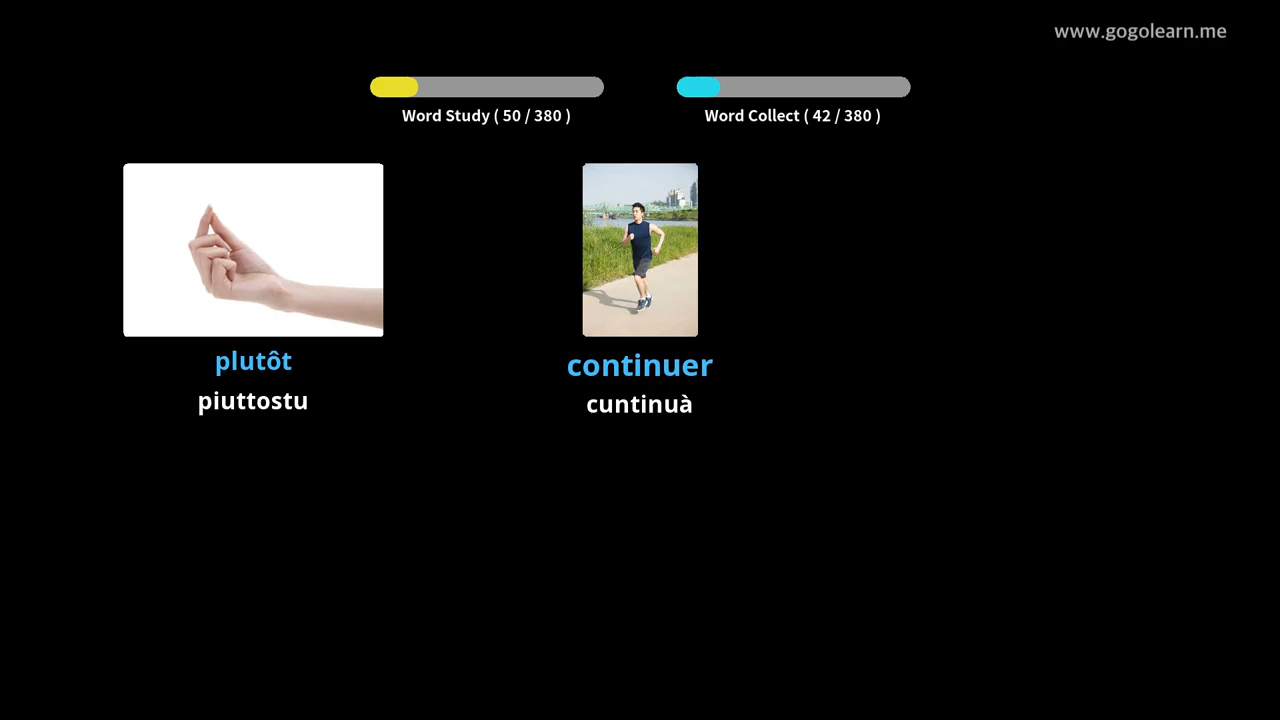 www.gogolearn.me
Word Study ( 50 / 380 )
Word Collect ( 42 / 380 )
plutôt
piuttostu
continuer
cuntinuà